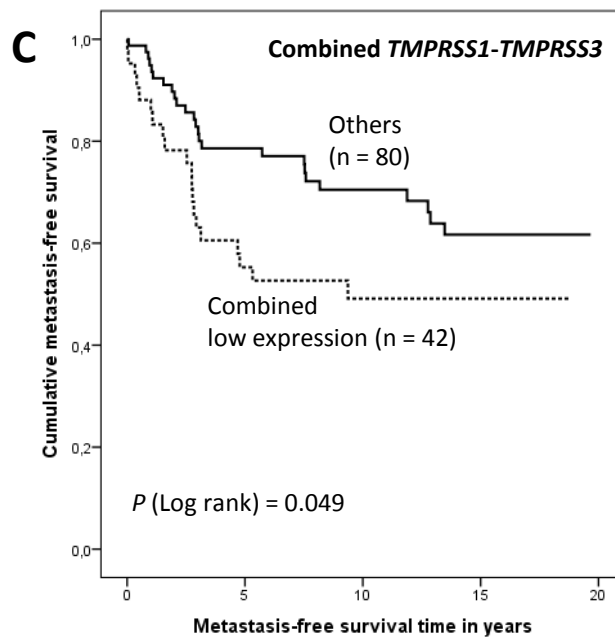 C
Combined TMPRSS1-TMPRSS3
1,0
0,8
0,6
0,4
0,2
0,0
Cumulative metastasis-free survival
Others
(n = 80)
Combined
low expression (n = 42)
P (Log rank) = 0.049
0 5 10 15 20
Metastasis-free survival time in years